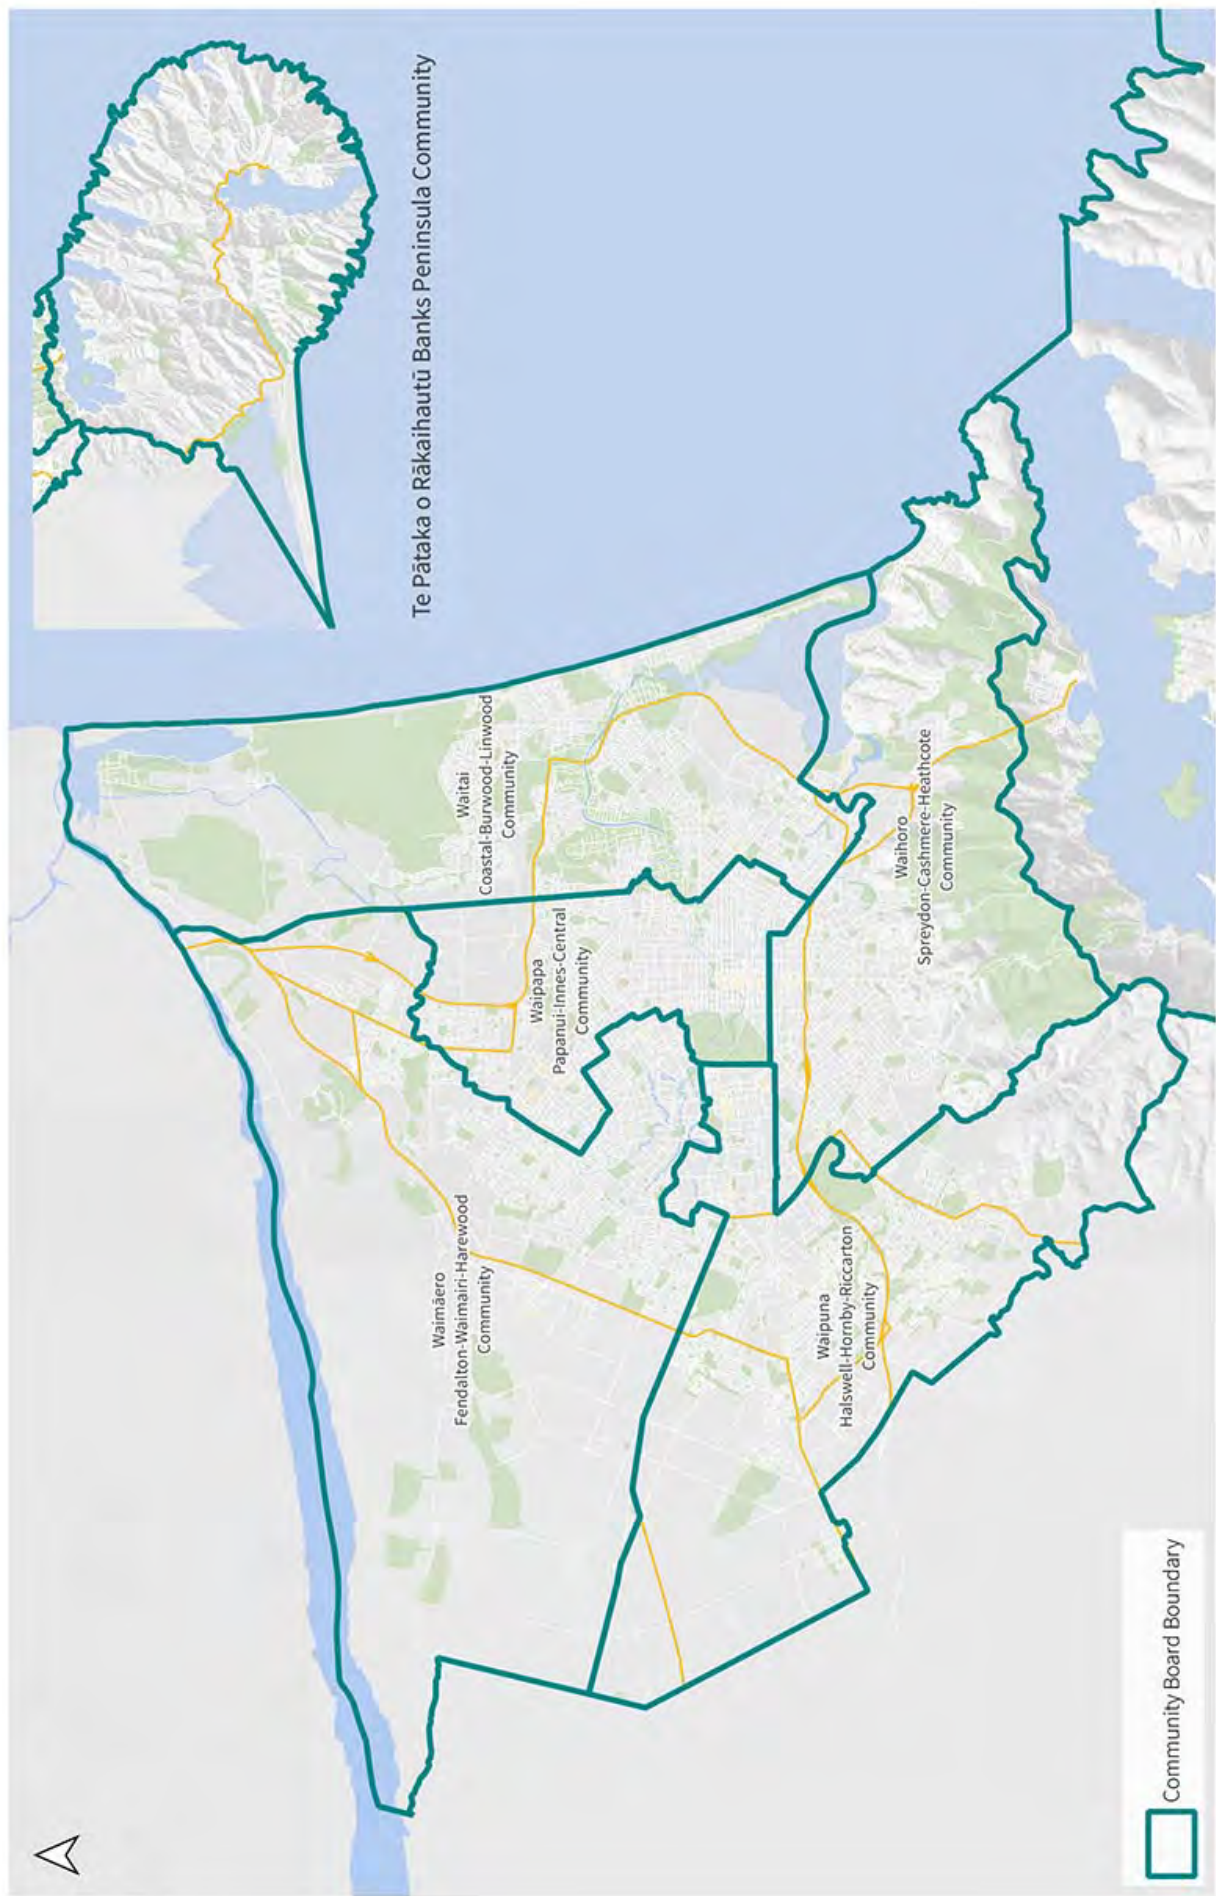 Te Pātaka o Rākaihautū Banks Peninsula Community
Waitai
Coastal-Burwood-Linwood
Community
Waipapa
Papanui-Innes-Central
Community
Waimāero
Fendalton-Waimairi-Harewood
Community
Waihoro
Spreydon-Cashmere-Heathcote
Community
Waipuna
Halswell-Hornby-Riccarton
Community
Community Board Boundary